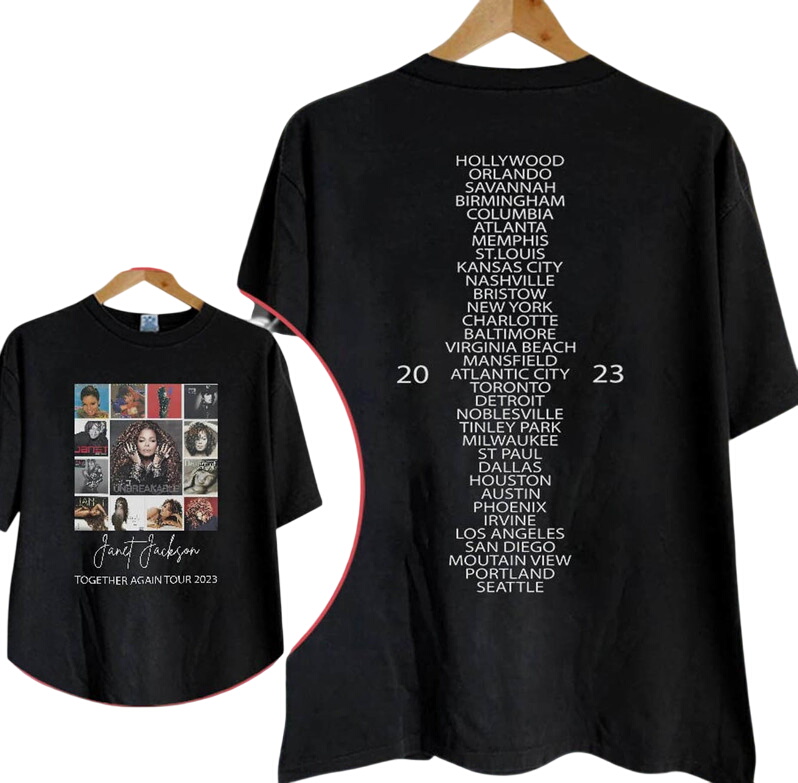 JANET
UNBREAKABLE
Janet Jackson
TOGETHER AGAIN TOUR 2023
HOLLYWOOD
ORLANDO
SAVANNAH
BIRMINGHAM
COLUMBIA
ATLANTA
MEMPHIS
ST.LOUIS
KANSAS CITY
NASHVILLE
BRISTOW
NEW YORK
CHARLOTTE
BALTIMORE
VIRGINIA BEACH
MANSFIELD
20 ATLANTIC CITY 23
TORONTO
DETROIT
NOBLESVILLE
TINLEY PARK
MILWAUKEE
ST PAUL
DALLAS
HOUSTON
AUSTIN
PHOENIX
IRVINE
LOS ANGELES
SAN DIEGO
MOUTAIN VIEW
PORTLAND
SEATTLE